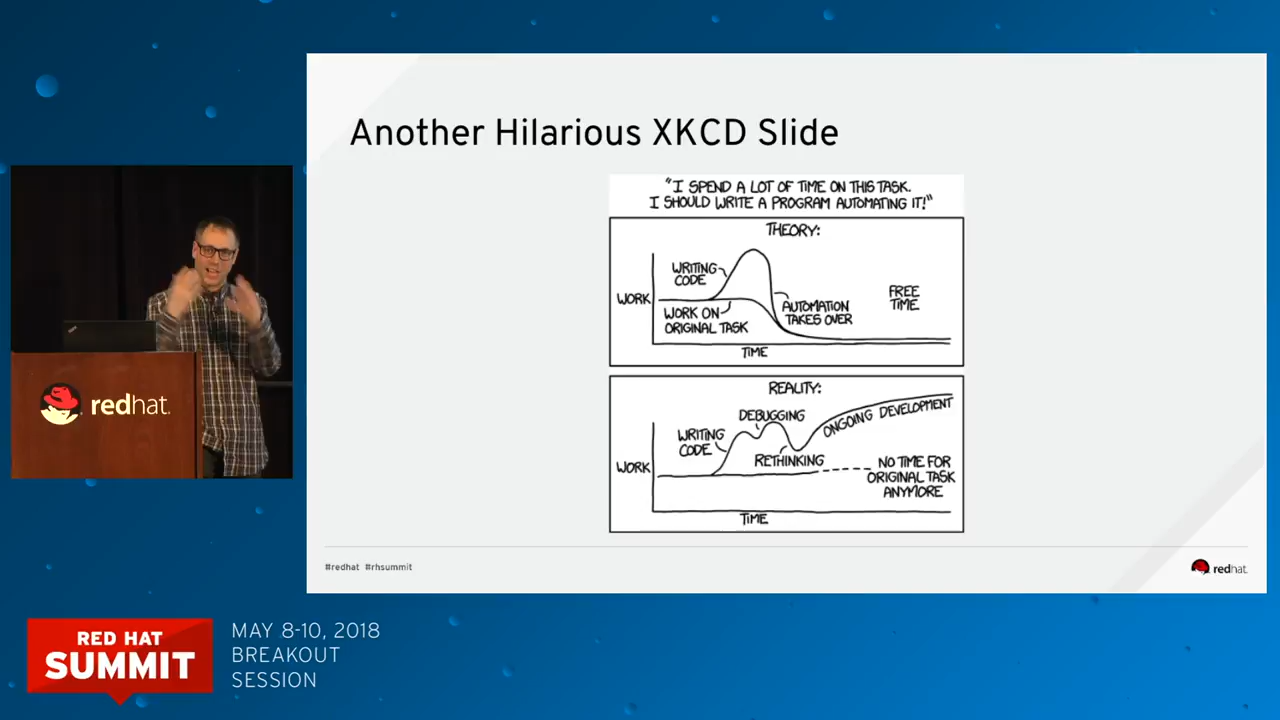 Another Hilarious XKCD Slide
"I SPEND A LOT OF TIME ON THIS TASK.
I SHOULD WRITE A PROGRAM AUTOMATING IT!"
THEORY:
WRITING
CODE
WORK
WORK ON
ORIGINAL TASK
AUTOMATION
TAKES OVER
FREE
TIME
TIME
REALITY:
WRITING
CODE
DEBUGGING
RETHINKING
ONGOING DEVELOPMENT
WORK
NO TIME FOR
ORIGINAL TASK
ANYMORE
TIME
#redhat #rhsummit
redhat.
redhat.
RED HAT
SUMMIT
MAY 8-10, 2018
BREAKOUT
SESSION